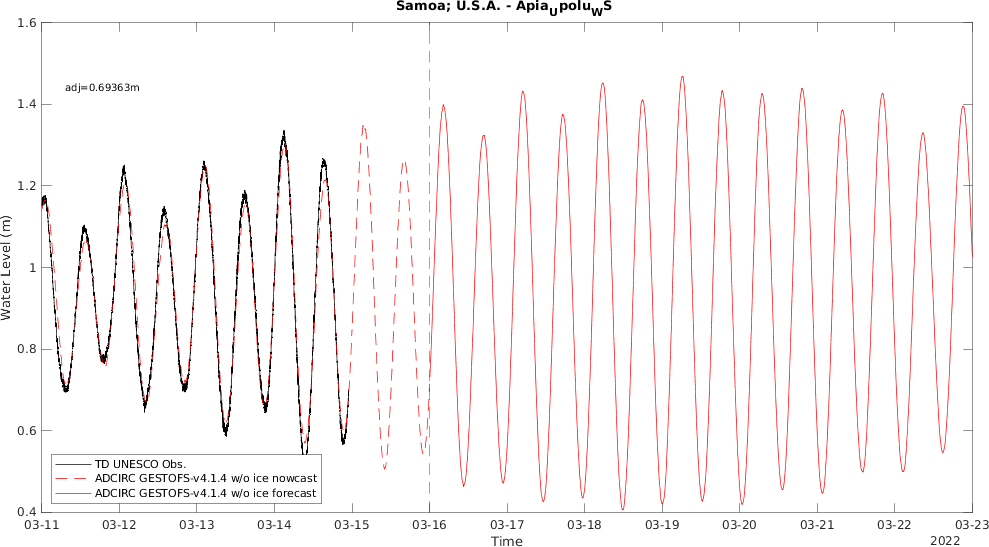 Samoa; U.S.A. - Apia_Upolu_WS
1.6
adj=0.69363m
1.4
1.2
1
0.8
0.6
0.4
Water Level (m)
TD UNESCO Obs.
ADCIRC GESTOFS-v4.1.4 w/o ice nowcast
ADCIRC GESTOFS-v4.1.4 w/o ice forecast
03-11 03-12 03-13 03-14 03-15 03-16 03-17 03-18 03-19 03-20 03-21 03-22 03-23
Time
2022